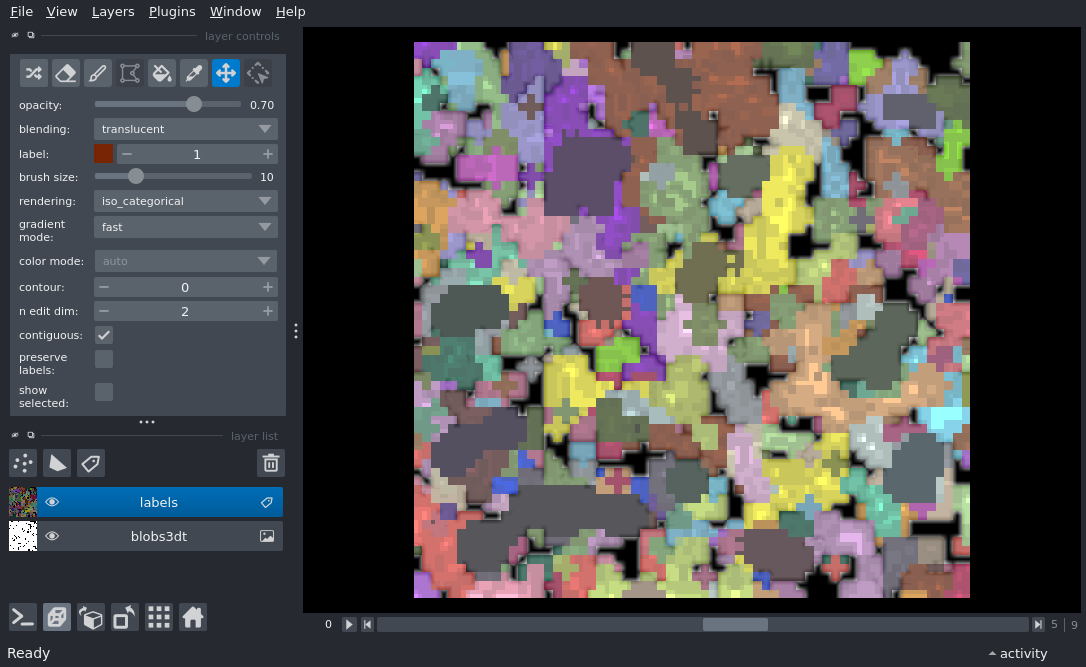 File View Layers Plugins Window Help
layer controls
opacity: 0.70
blending: translucent
label: 1
brush size: 10
rendering: iso_categorical
gradient
mode: fast
color mode: auto
contour: 0
n edit dim: 2
contiguous:
preserve
labels:
show
selected:
layer list
labels
blobs3dt
0 5 9
Ready activity